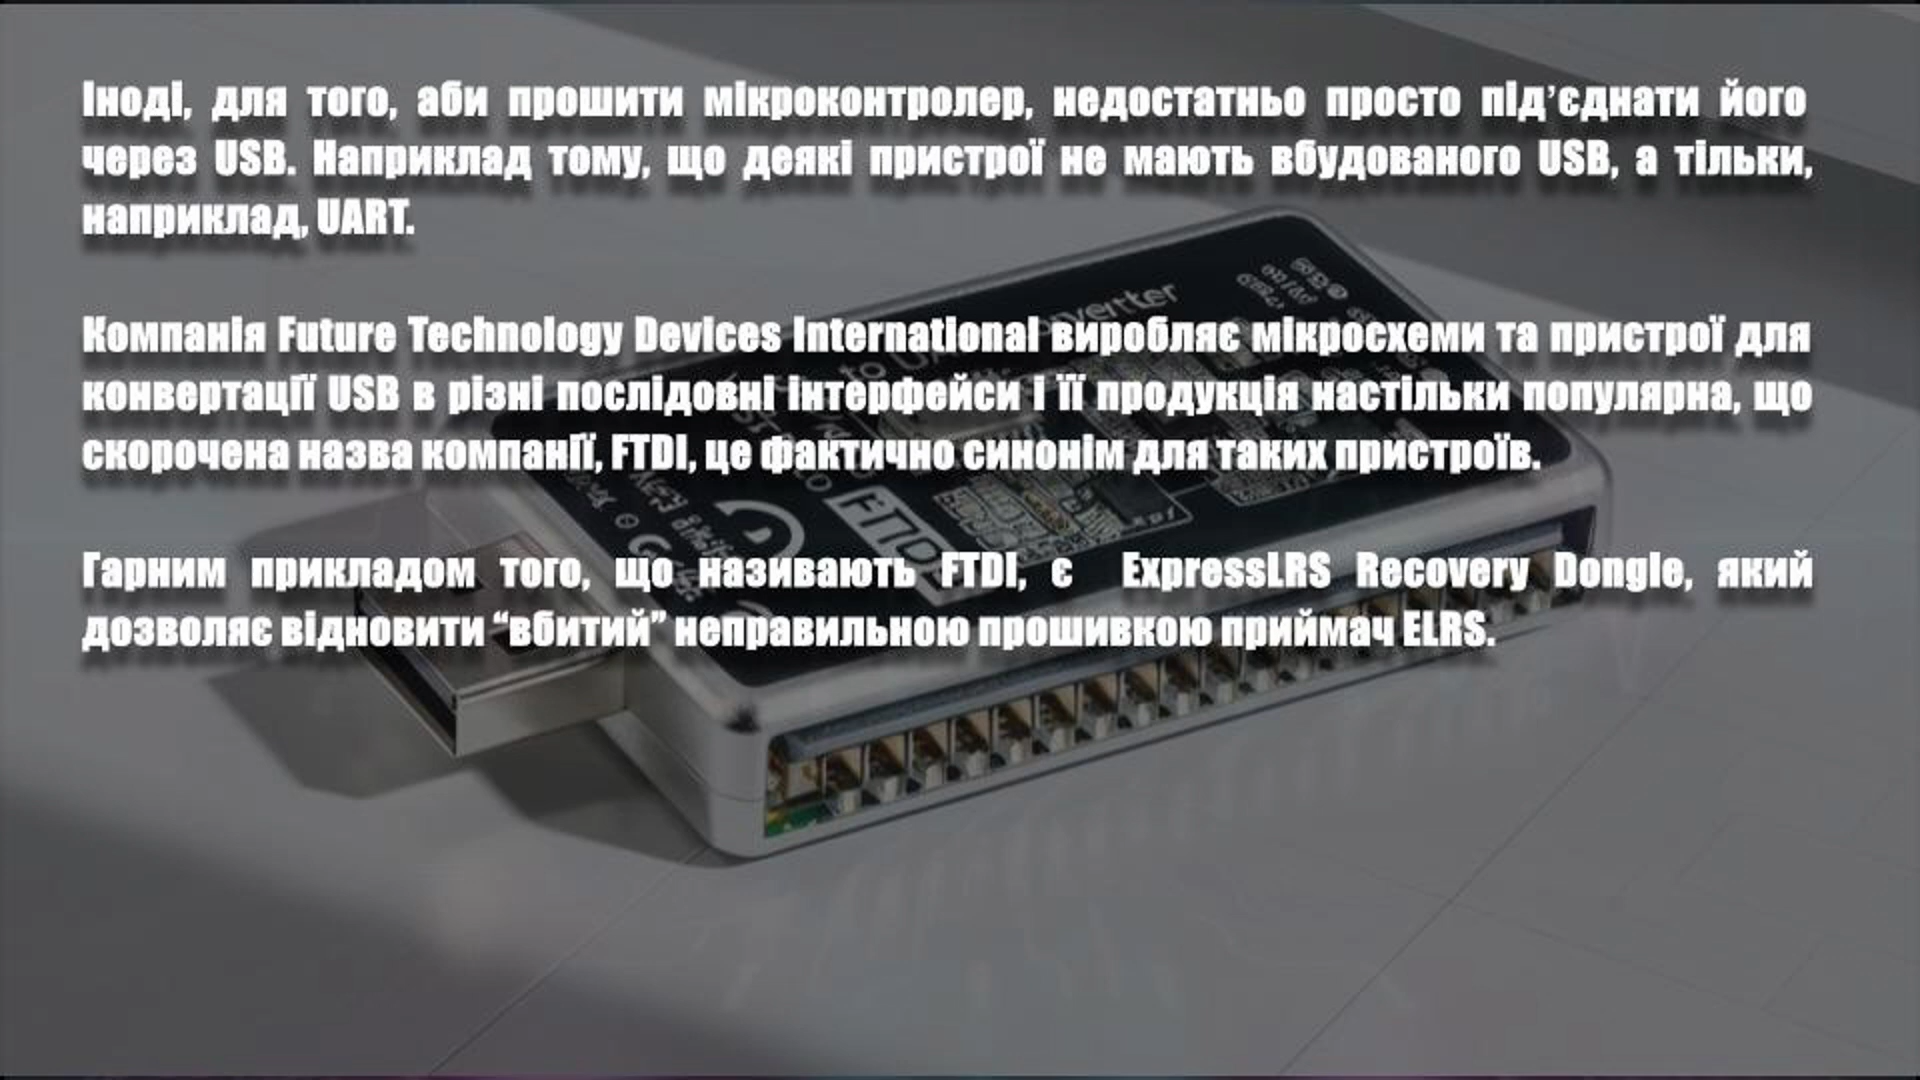 Іноді, для того, аби прошити мікроконтролер, недостатньо просто під’єднати його
через USB. Наприклад тому, що деякі пристрої не мають вбудованого USB, а тільки,
наприклад, UART.
Компанія Future Technology Devices International виробляє мікросхеми та пристрої для
конвертації USB в різні послідовні інтерфейси і її продукція настільки популярна, що
скорочена назва компанії, FTDI, це фактично синонім для таких пристроїв.
Гарним прикладом того, що називають FTDI, є ExpressLRS Recovery Dongle, який
дозволяє відновити “вбитий” неправильною прошивкою приймач ELRS.